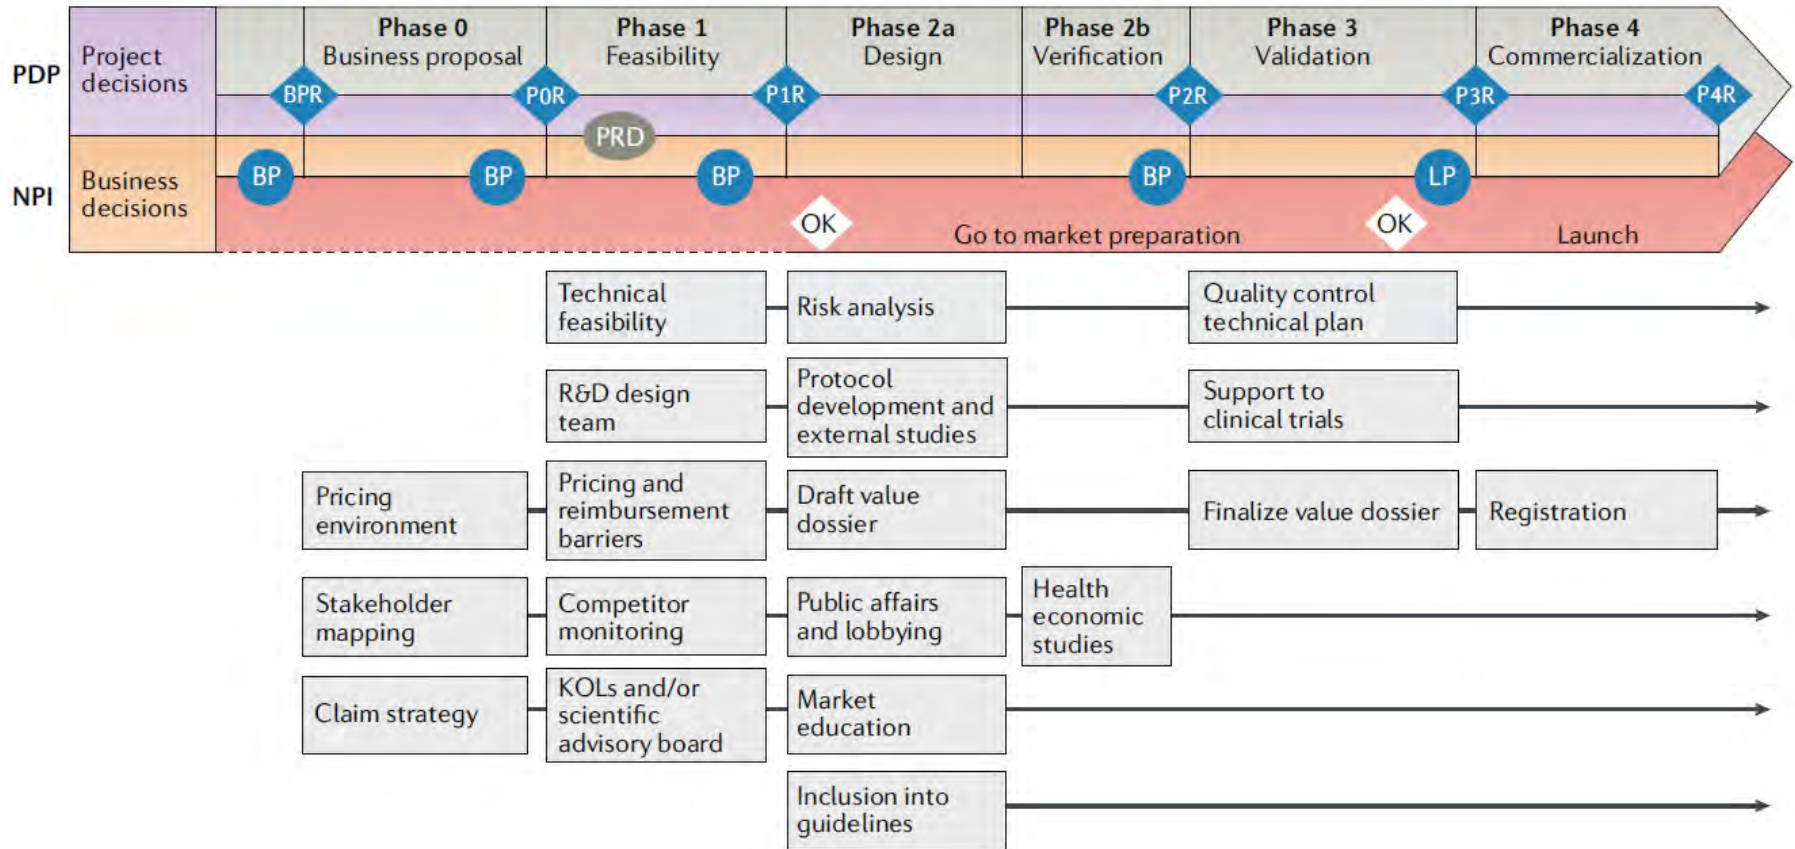 PDP
Project
decisions
Phase 0
Business proposal
Phase 1
Feasibility
Phase 2a
Design
Phase 2b
Verification
Phase 3
Validation
Phase 4
Commercialization
BPR
P0R
P1R
P2R
P3R
P4R
PRD
NPI
Business
decisions
BP
BP
BP
BP
LP
OK
Go to market preparation
OK
Launch
Technical
feasibility
Risk analysis
Quality control
technical plan
R&D design
team
Protocol
development and
external studies
Support to
clinical trials
Pricing
environment
Pricing and
reimbursement
barriers
Draft value
dossier
Finalize value dossier
Registration
Stakeholder
mapping
Competitor
monitoring
Public affairs
and lobbying
Health
economic
studies
Claim strategy
KOLs and/or
scientific
advisory board
Market
education
Inclusion into
guidelines